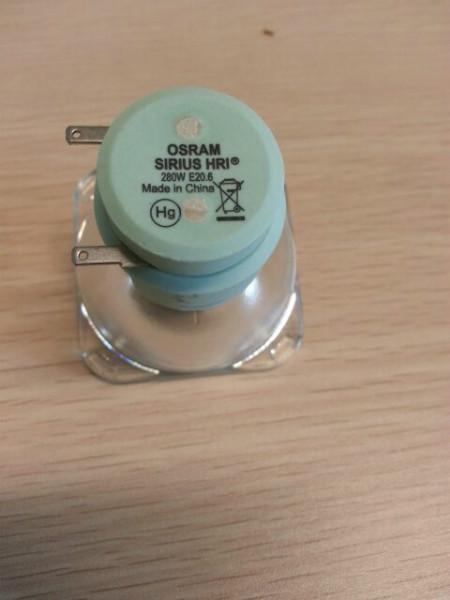 OSRAM
SIRIUS HRI®
280W E20.6
Made in China
Hg